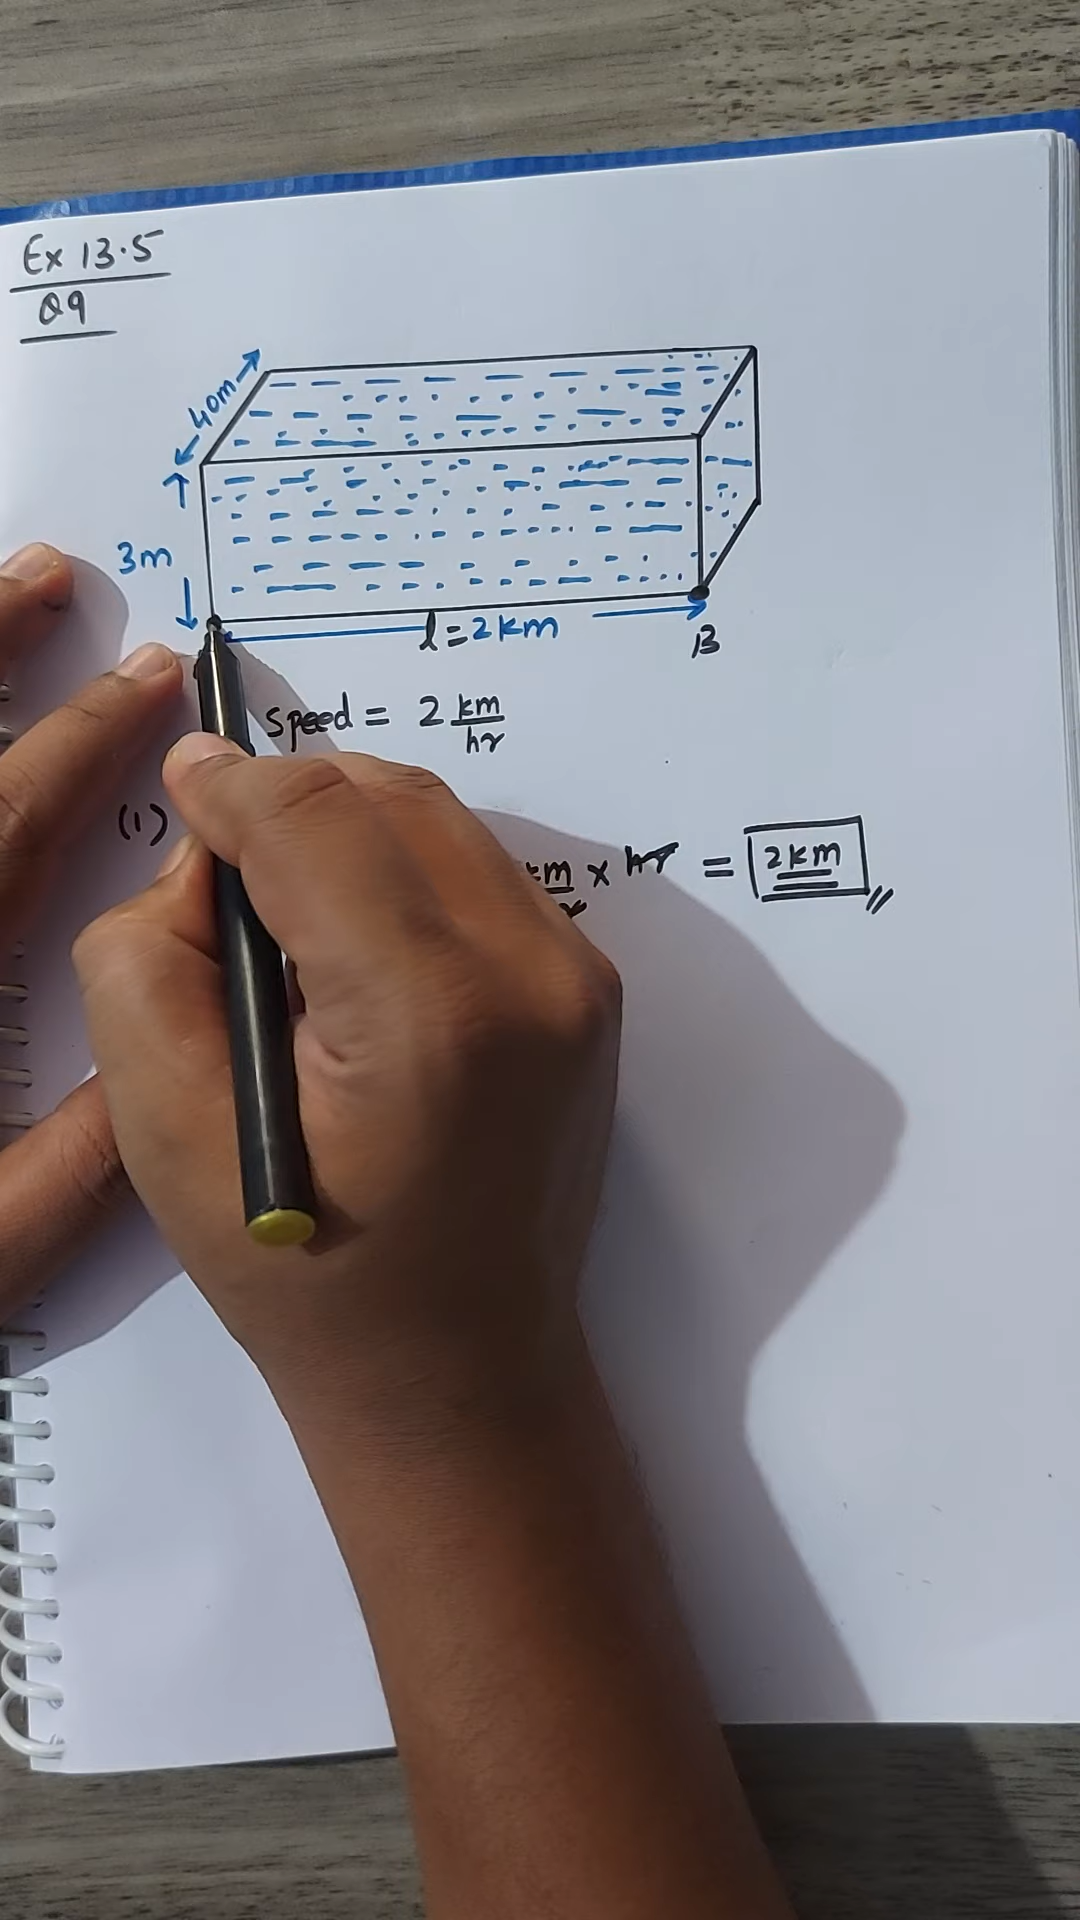 Ex 13.5
Q9
40m
3m
l=2km
B
speed = 2 km/hr
(1)
km × hr = 2km